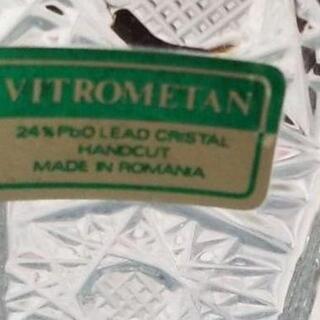 VITROMETAN
24% PbO LEAD CRISTAL
HANDCUT
MADE IN ROMANIA